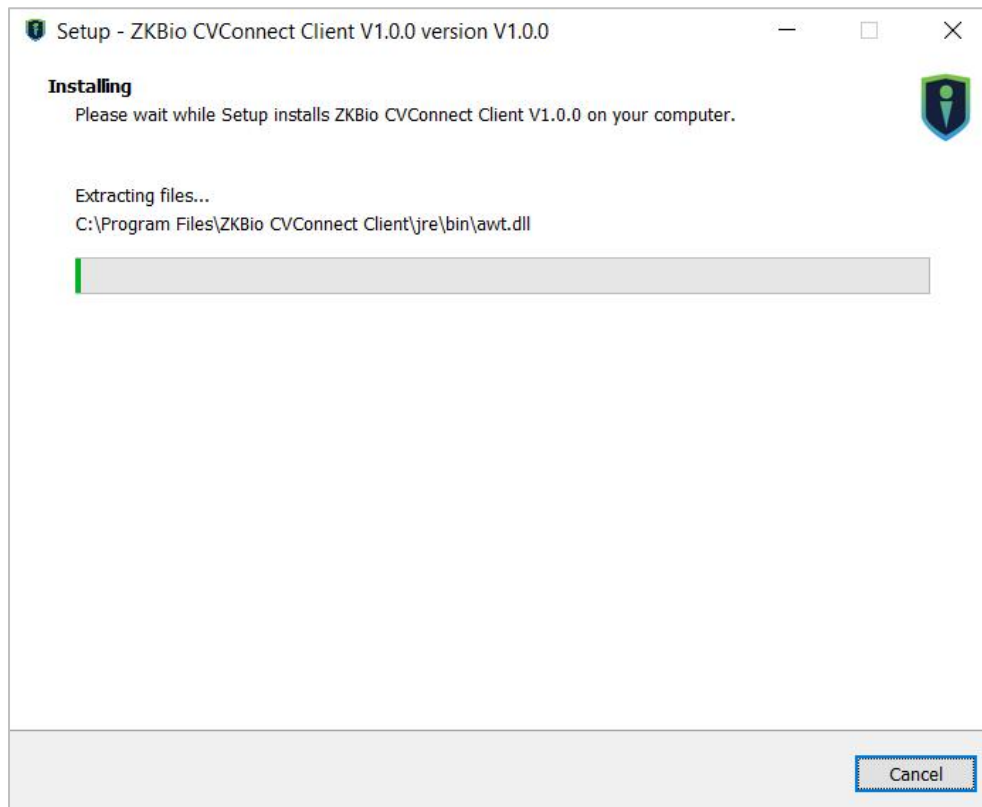 Setup - ZKBio CVConnect Client V1.0.0 version V1.0.0
Installing
Please wait while Setup installs ZKBio CVConnect Client V1.0.0 on your computer.
Extracting files...
C:\Program Files\ZKBio CVConnect Client\jre\bin\awt.dll
Cancel